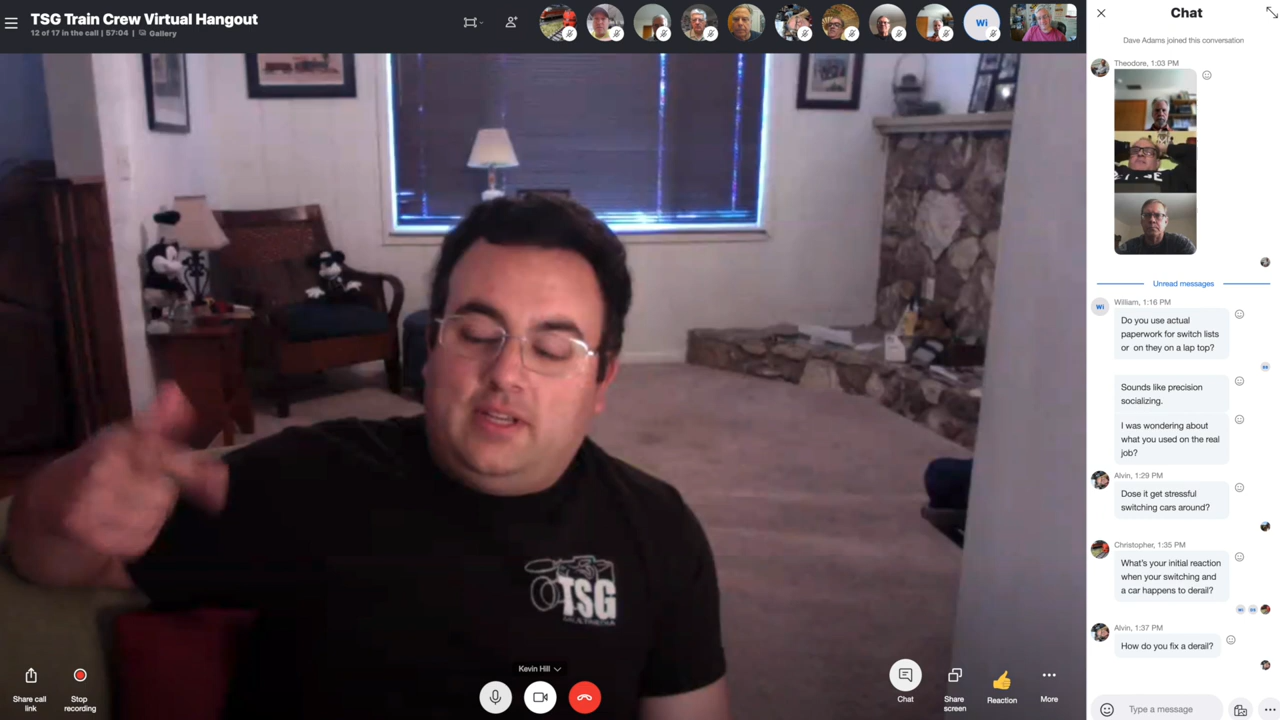 TSG Train Crew Virtual Hangout
12 of 17 in the call | 57:04 | Gallery
Wi
Chat
Dave Adams joined this conversation
Theodore, 1:03 PM
Unread messages
Wi
William, 1:16 PM
Do you use actual
paperwork for switch lists
or on they on a lap top?
Sounds like precision
socializing.
I was wondering about
what you used on the real
job?
Alvin, 1:29 PM
Dose it get stressful
switching cars around?
Christopher, 1:35 PM
What's your initial reaction
when your switching and
a car happens to derail?
Alvin, 1:37 PM
How do you fix a derail?
Type a message
TSG
Kevin Hill
Share call
link
Stop
recording
Chat
Share
screen
Reaction
More